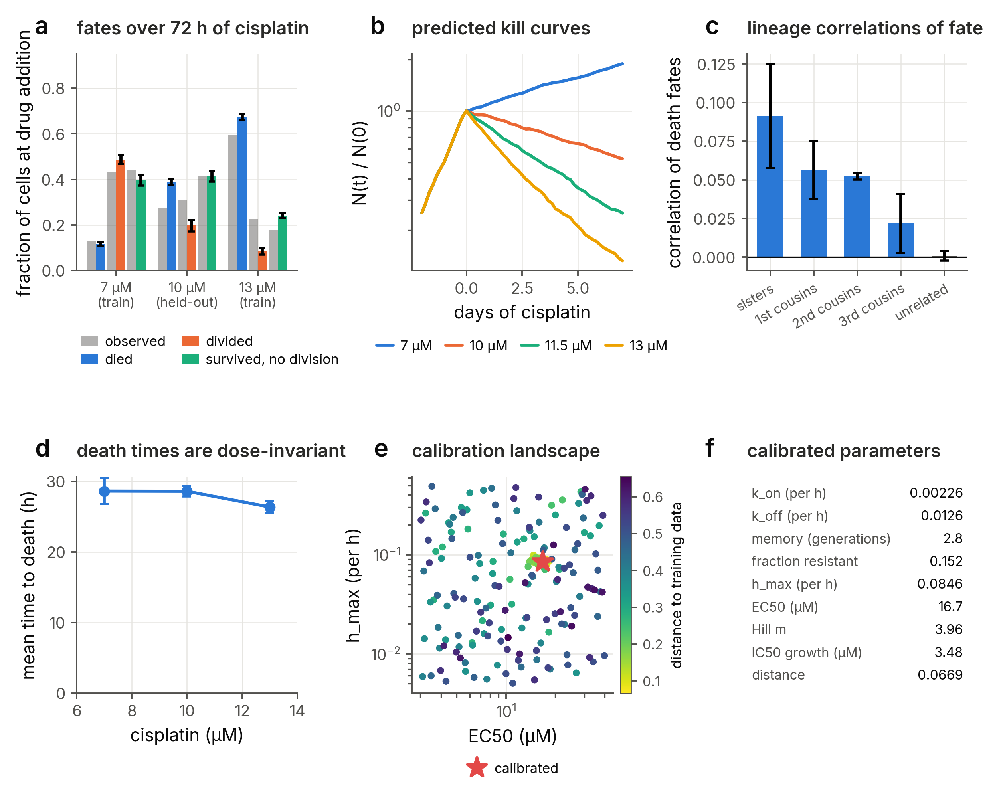 a
fates over 72 h of cisplatin
fraction of cells at drug addition
0.8
0.6
0.4
0.2
0.0
7 µM
(train)
10 µM
(held-out)
13 µM
(train)
observed
died
divided
survived, no division
b
predicted kill curves
N(t) / N(0)
10⁰
0.0
2.5
5.0
days of cisplatin
7 µM
10 µM
11.5 µM
13 µM
c
lineage correlations of fate
correlation of death fates
0.125
0.100
0.075
0.050
0.025
0.000
sisters
1st cousins
2nd cousins
3rd cousins
unrelated
d
death times are dose-invariant
mean time to death (h)
30
20
10
0
6
8
10
12
14
cisplatin (µM)
e
calibration landscape
h_max (per h)
10⁻¹
10⁻²
10¹
EC50 (µM)
calibrated
0.6
0.5
0.4
0.3
0.2
0.1
distance to training data
f
calibrated parameters
k_on (per h) 0.00226
k_off (per h) 0.0126
memory (generations) 2.8
fraction resistant 0.152
h_max (per h) 0.0846
EC50 (µM) 16.7
Hill m 3.96
IC50 growth (µM) 3.48
distance 0.0669